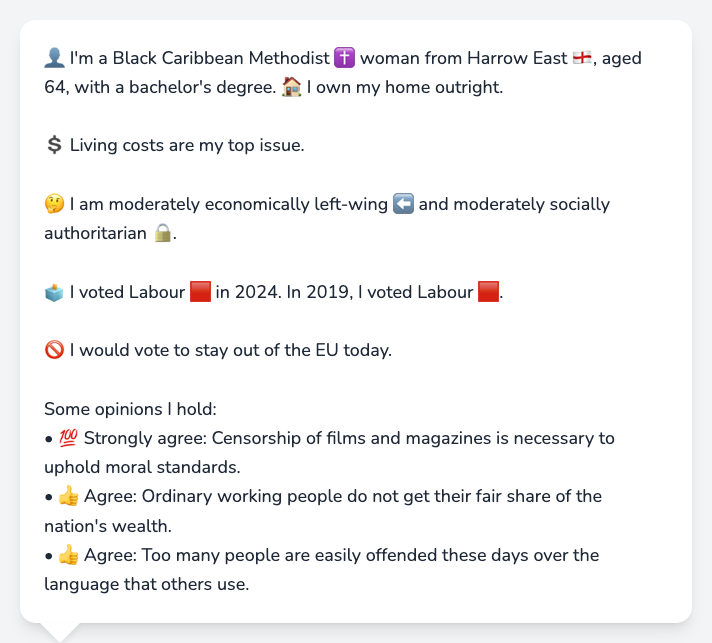 👤 I'm a Black Caribbean Methodist ✝️ woman from Harrow East 🏴󠁧󠁢󠁥󠁮󠁧󠁿, aged
64, with a bachelor's degree. 🏠 I own my home outright.
💲 Living costs are my top issue.
🤔 I am moderately economically left-wing ⬅️ and moderately socially
authoritarian 🔒.
🗳️ I voted Labour 🟥 in 2024. In 2019, I voted Labour 🟥.
🚫 I would vote to stay out of the EU today.
Some opinions I hold:
• 💯 Strongly agree: Censorship of films and magazines is necessary to
uphold moral standards.
• 👍 Agree: Ordinary working people do not get their fair share of the
nation's wealth.
• 👍 Agree: Too many people are easily offended these days over the
language that others use.